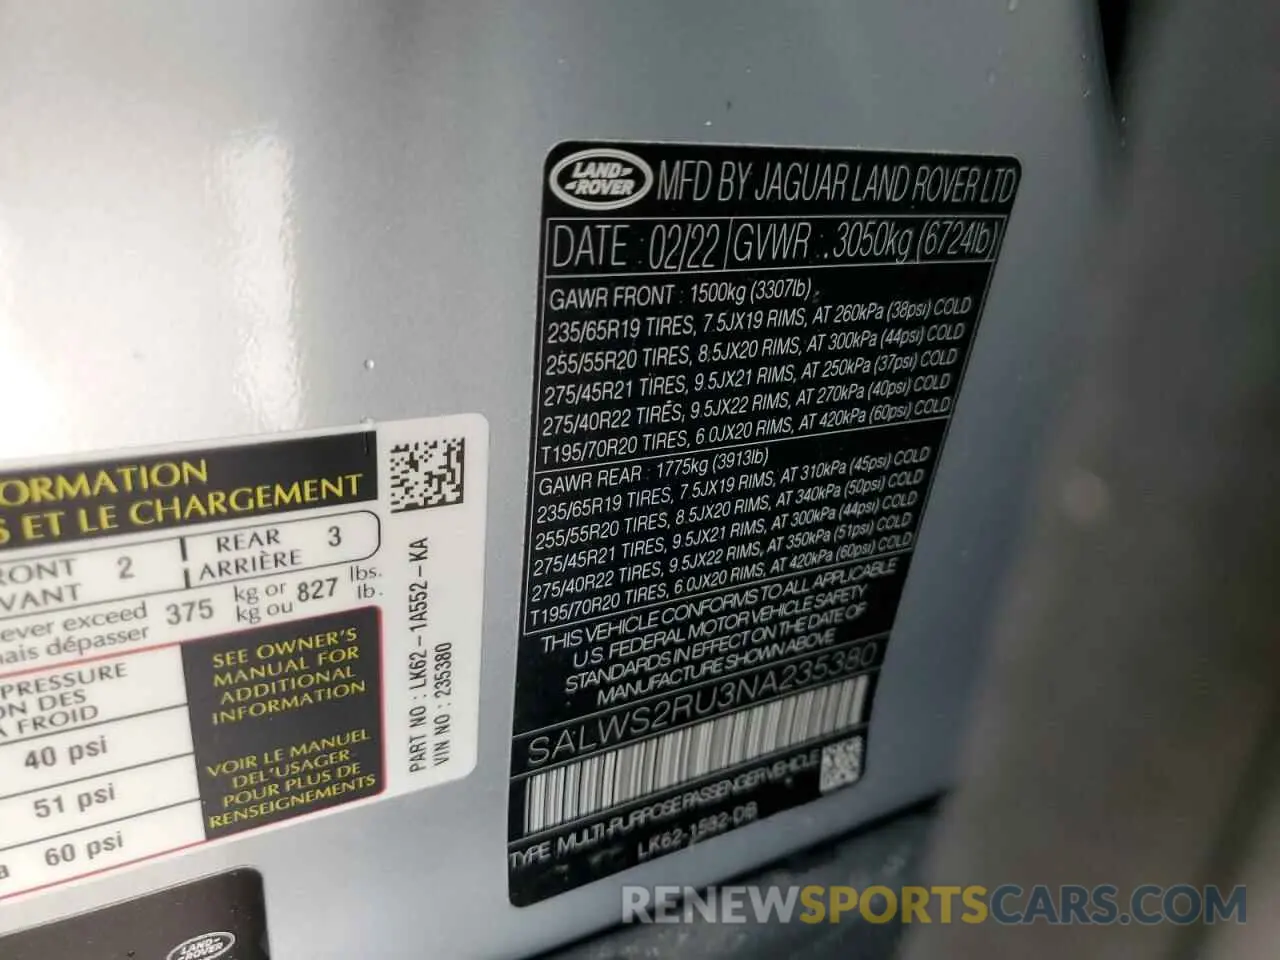 LAND-
-ROVER
MFD BY JAGUAR LAND ROVER LTD
DATE : 02/22 GVWR : 3050kg (6724lb)
GAWR FRONT : 1500kg (3307lb)
235/65R19 TIRES, 7.5JX19 RIMS, AT 260kPa (38psi) COLD
255/55R20 TIRES, 8.5JX20 RIMS, AT 300kPa (44psi) COLD
275/45R21 TIRES, 9.5JX21 RIMS, AT 250kPa (37psi) COLD
275/40R22 TIRES, 9.5JX22 RIMS, AT 270kPa (40psi) COLD
T195/70R20 TIRES, 6.0JX20 RIMS, AT 420kPa (60psi) COLD
GAWR REAR : 1775kg (3913lb)
235/65R19 TIRES, 7.5JX19 RIMS, AT 310kPa (45psi) COLD
255/55R20 TIRES, 8.5JX20 RIMS, AT 340kPa (50psi) COLD
275/45R21 TIRES, 9.5JX21 RIMS, AT 300kPa (44psi) COLD
275/40R22 TIRES, 9.5JX22 RIMS, AT 350kPa (51psi) COLD
T195/70R20 TIRES, 6.0JX20 RIMS, AT 420kPa (60psi) COLD
THIS VEHICLE CONFORMS TO ALL APPLICABLE
U.S. FEDERAL MOTOR VEHICLE SAFETY
STANDARDS IN EFFECT ON THE DATE OF
MANUFACTURE SHOWN ABOVE
SALWS2RU3NA235380
TYPE MULTI-PURPOSE PASSENGER VEHICLE
LK62-1532-DB
ORMATION
S ET LE CHARGEMENT
RONT 2 REAR 3
VANT ARRIÈRE
ever exceed 375 kg or 827 lbs.
nais dépasser kg ou lb.
PRESSURE
ON DES
A FROID
40 psi
51 psi
a 60 psi
SEE OWNER'S
MANUAL FOR
ADDITIONAL
INFORMATION
VOIR LE MANUEL
DEL'USAGER
POUR PLUS DE
RENSEIGNEMENTS
PART NO : LK62-1A552-KA
VIN NO : 235380
LAND-
-ROVER
RENEWSPORTSCARS.COM